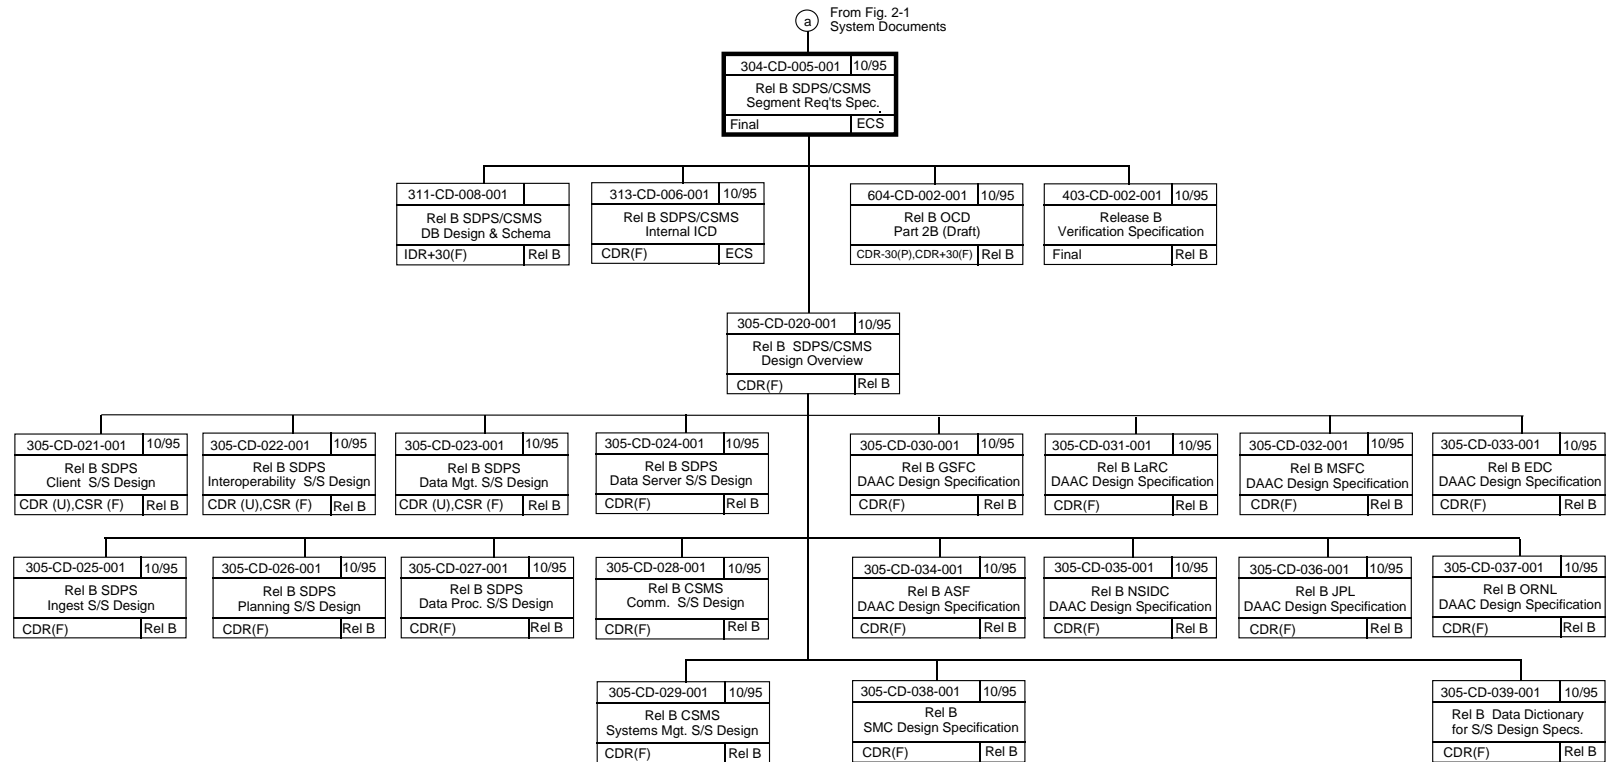 a
From Fig. 2-1
System Documents
304-CD-005-001 10/95
Rel B SDPS/CSMS
Segment Req'ts Spec.
Final ECS
311-CD-008-001
Rel B SDPS/CSMS
DB Design & Schema
IDR+30(F) Rel B
313-CD-006-001 10/95
Rel B SDPS/CSMS
Internal ICD
CDR(F) ECS
604-CD-002-001 10/95
Rel B OCD
Part 2B (Draft)
CDR-30(P),CDR+30(F) Rel B
403-CD-002-001 10/95
Release B
Verification Specification
Final Rel B
305-CD-020-001 10/95
Rel B SDPS/CSMS
Design Overview
CDR(F) Rel B
305-CD-021-001 10/95
Rel B SDPS
Client S/S Design
CDR (U),CSR (F) Rel B
305-CD-022-001 10/95
Rel B SDPS
Interoperability S/S Design
CDR (U),CSR (F) Rel B
305-CD-023-001 10/95
Rel B SDPS
Data Mgt. S/S Design
CDR (U),CSR (F) Rel B
305-CD-024-001 10/95
Rel B SDPS
Data Server S/S Design
CDR(F) Rel B
305-CD-030-001 10/95
Rel B GSFC
DAAC Design Specification
CDR(F) Rel B
305-CD-031-001 10/95
Rel B LaRC
DAAC Design Specification
CDR(F) Rel B
305-CD-032-001 10/95
Rel B MSFC
DAAC Design Specification
CDR(F) Rel B
305-CD-033-001 10/95
Rel B EDC
DAAC Design Specification
CDR(F) Rel B
305-CD-025-001 10/95
Rel B SDPS
Ingest S/S Design
CDR(F) Rel B
305-CD-026-001 10/95
Rel B SDPS
Planning S/S Design
CDR(F) Rel B
305-CD-027-001 10/95
Rel B SDPS
Data Proc. S/S Design
CDR(F) Rel B
305-CD-028-001 10/95
Rel B CSMS
Comm. S/S Design
CDR(F) Rel B
305-CD-034-001 10/95
Rel B ASF
DAAC Design Specification
CDR(F) Rel B
305-CD-035-001 10/95
Rel B NSIDC
DAAC Design Specification
CDR(F) Rel B
305-CD-036-001 10/95
Rel B JPL
DAAC Design Specification
CDR(F) Rel B
305-CD-037-001 10/95
Rel B ORNL
DAAC Design Specification
CDR(F) Rel B
305-CD-029-001 10/95
Rel B CSMS
Systems Mgt. S/S Design
CDR(F) Rel B
305-CD-038-001 10/95
Rel B
SMC Design Specification
CDR(F) Rel B
305-CD-039-001 10/95
Rel B Data Dictionary
for S/S Design Specs.
CDR(F) Rel B